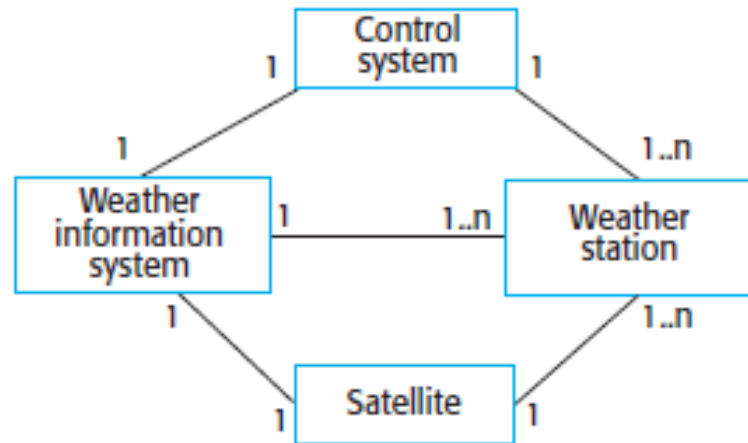 Control
system
1
1
1
1..n
Weather
information
system
1
1..n
Weather
station
1
1..n
Satellite
1
1